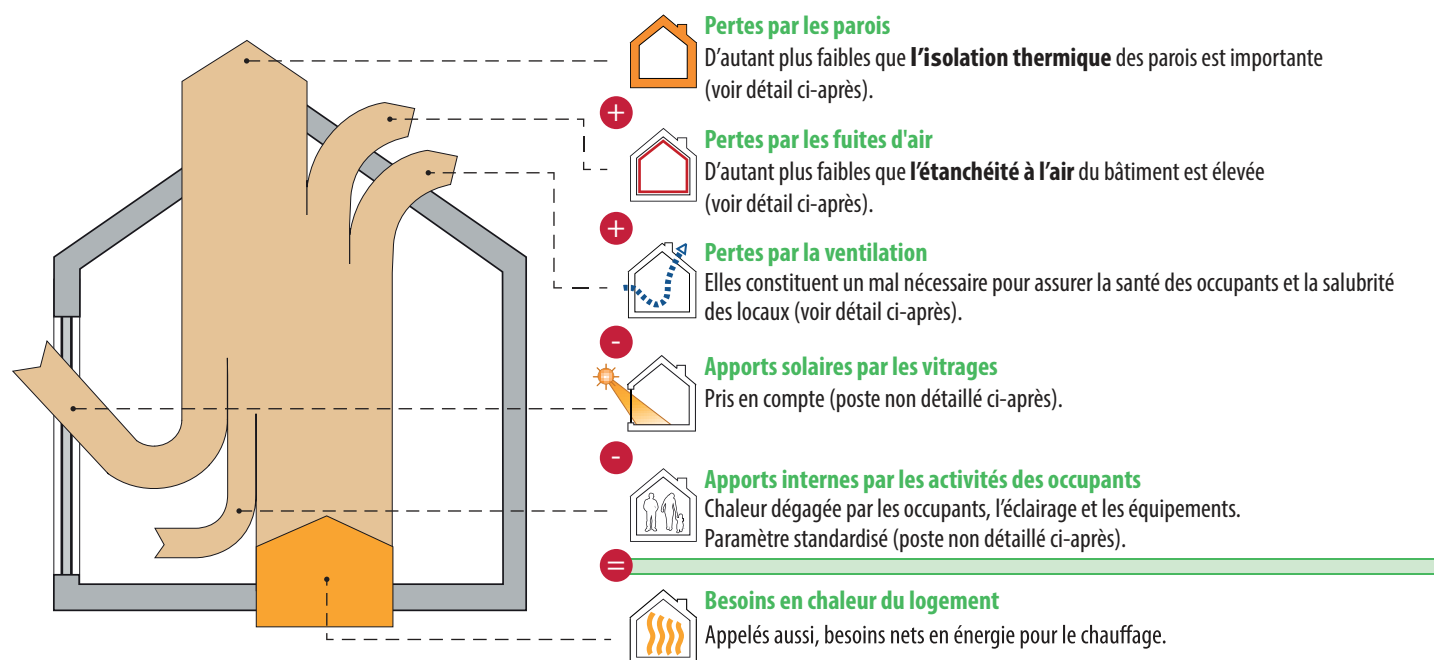 Pertes par les parois
D'autant plus faibles que l'isolation thermique des parois est importante
(voir détail ci-après).
+
Pertes par les fuites d'air
D'autant plus faibles que l'étanchéité à l'air du bâtiment est élevée
(voir détail ci-après).
+
Pertes par la ventilation
Elles constituent un mal nécessaire pour assurer la santé des occupants et la salubrité
des locaux (voir détail ci-après).
-
Apports solaires par les vitrages
Pris en compte (poste non détaillé ci-après).
-
Apports internes par les activités des occupants
Chaleur dégagée par les occupants, l'éclairage et les équipements.
Paramètre standardisé (poste non détaillé ci-après).
=
Besoins en chaleur du logement
Appelés aussi, besoins nets en énergie pour le chauffage.